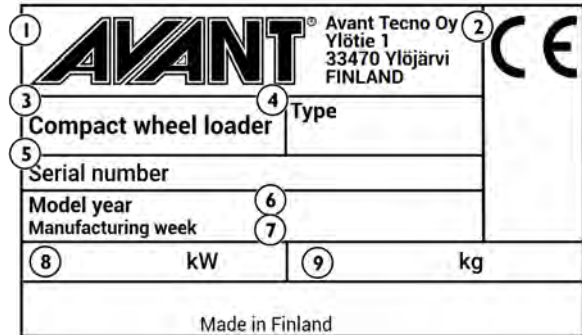 1 AVANT® Avant Tecno Oy 2 CE
Ylötie 1
33470 Ylöjärvi
FINLAND
3 4
Compact wheel loader Type
5
Serial number
Model year 6
Manufacturing week 7
8 kW 9 kg
Made in Finland